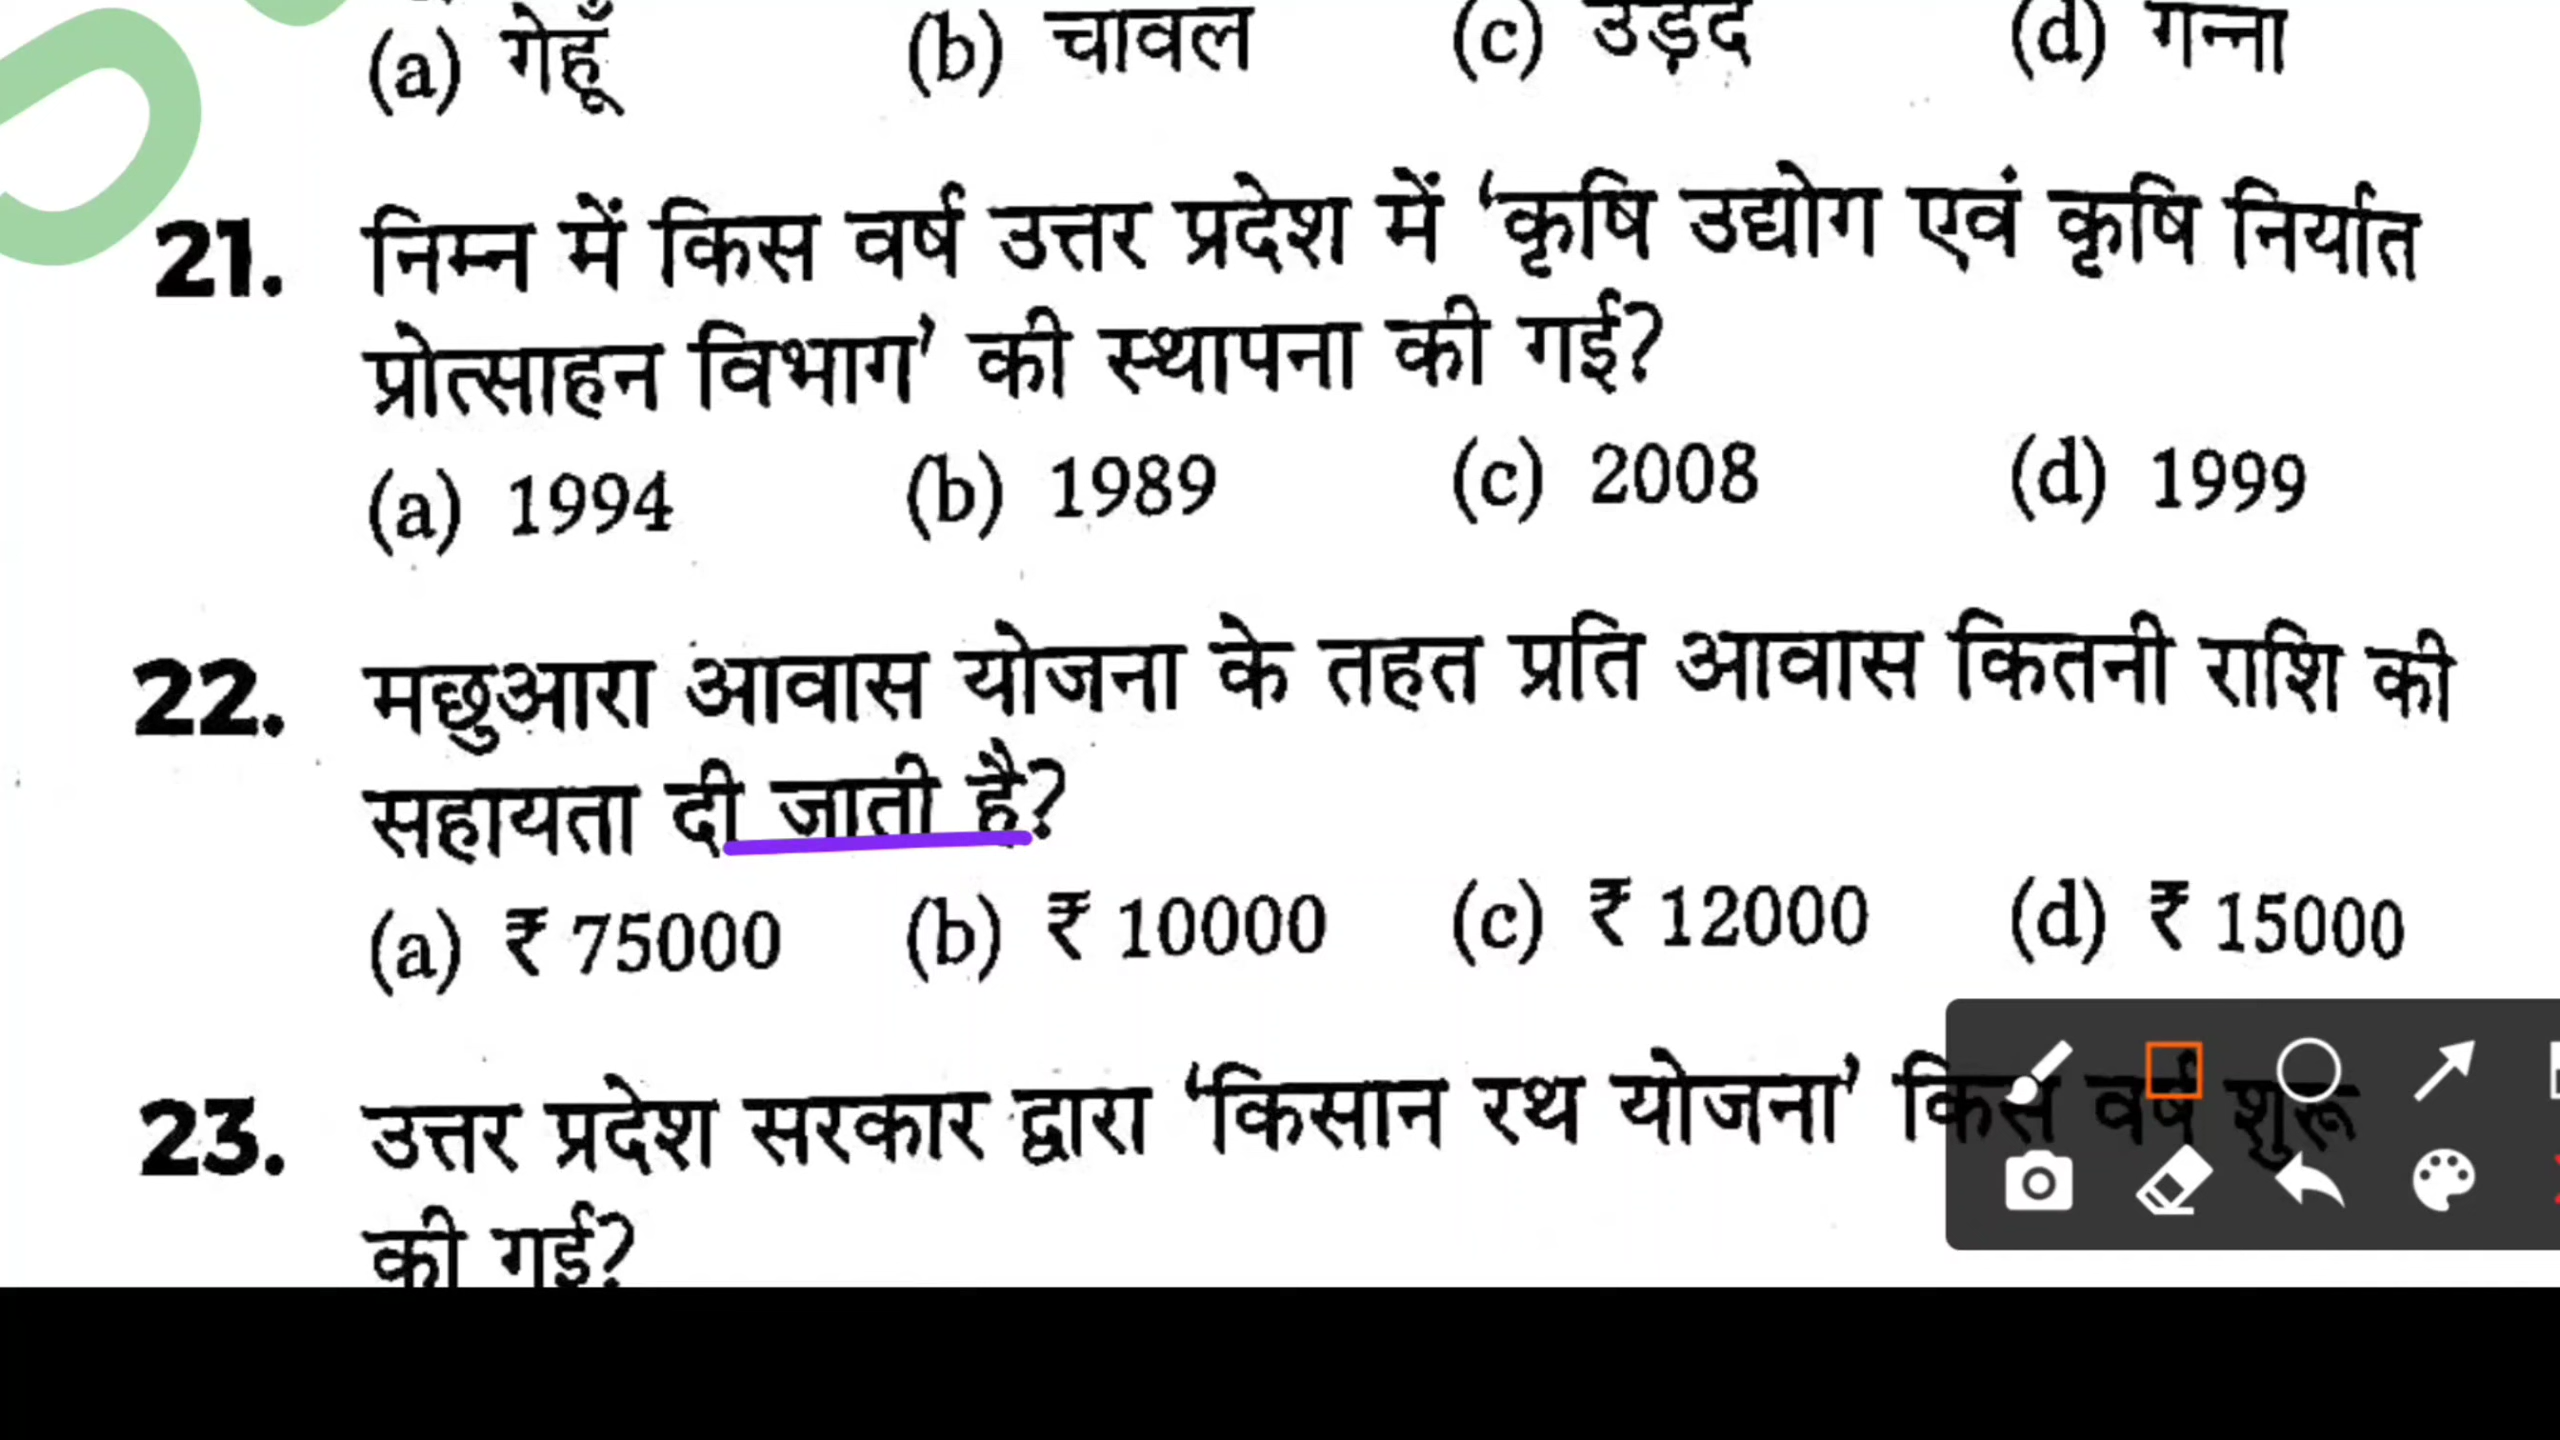 (a) गेहूँ (b) चावल (c) उड़द (d) गन्ना
21. निम्न में किस वर्ष उत्तर प्रदेश में ‘कृषि उद्योग एवं कृषि निर्यात
प्रोत्साहन विभाग’ की स्थापना की गई?
(a) 1994 (b) 1989 (c) 2008 (d) 1999
22. मछुआरा आवास योजना के तहत प्रति आवास कितनी राशि की
सहायता दी जाती है?
(a) ₹ 75000 (b) ₹ 10000 (c) ₹ 12000 (d) ₹ 15000
23. उत्तर प्रदेश सरकार द्वारा ‘किसान रथ योजना’ किस वर्ष शुरू
की गई?